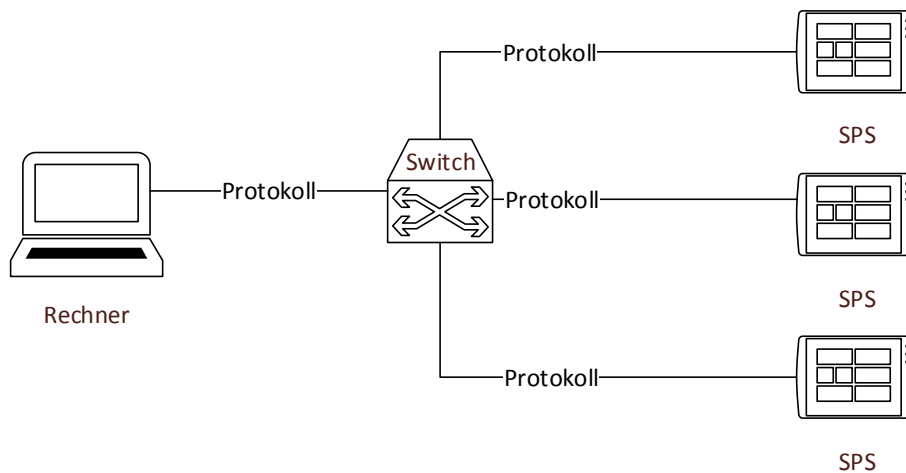 Protokoll
SPS
Switch
Protokoll
Protokoll
SPS
Rechner
Protokoll
SPS